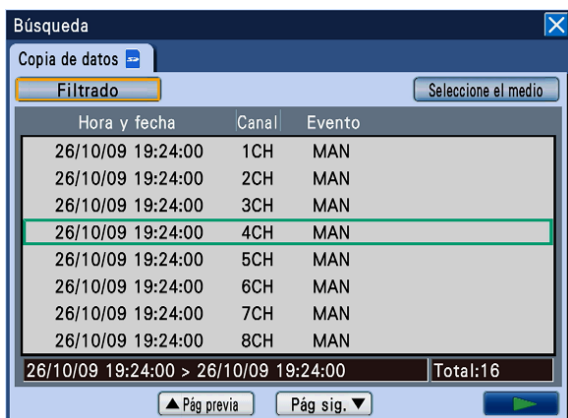 Búsqueda
Copia de datos
Filtrado Seleccione el medio
Hora y fecha Canal Evento
26/10/09 19:24:00 1CH MAN
26/10/09 19:24:00 2CH MAN
26/10/09 19:24:00 3CH MAN
26/10/09 19:24:00 4CH MAN
26/10/09 19:24:00 5CH MAN
26/10/09 19:24:00 6CH MAN
26/10/09 19:24:00 7CH MAN
26/10/09 19:24:00 8CH MAN
26/10/09 19:24:00 > 26/10/09 19:24:00 Total:16
▲ Pág previa Pág sig. ▼